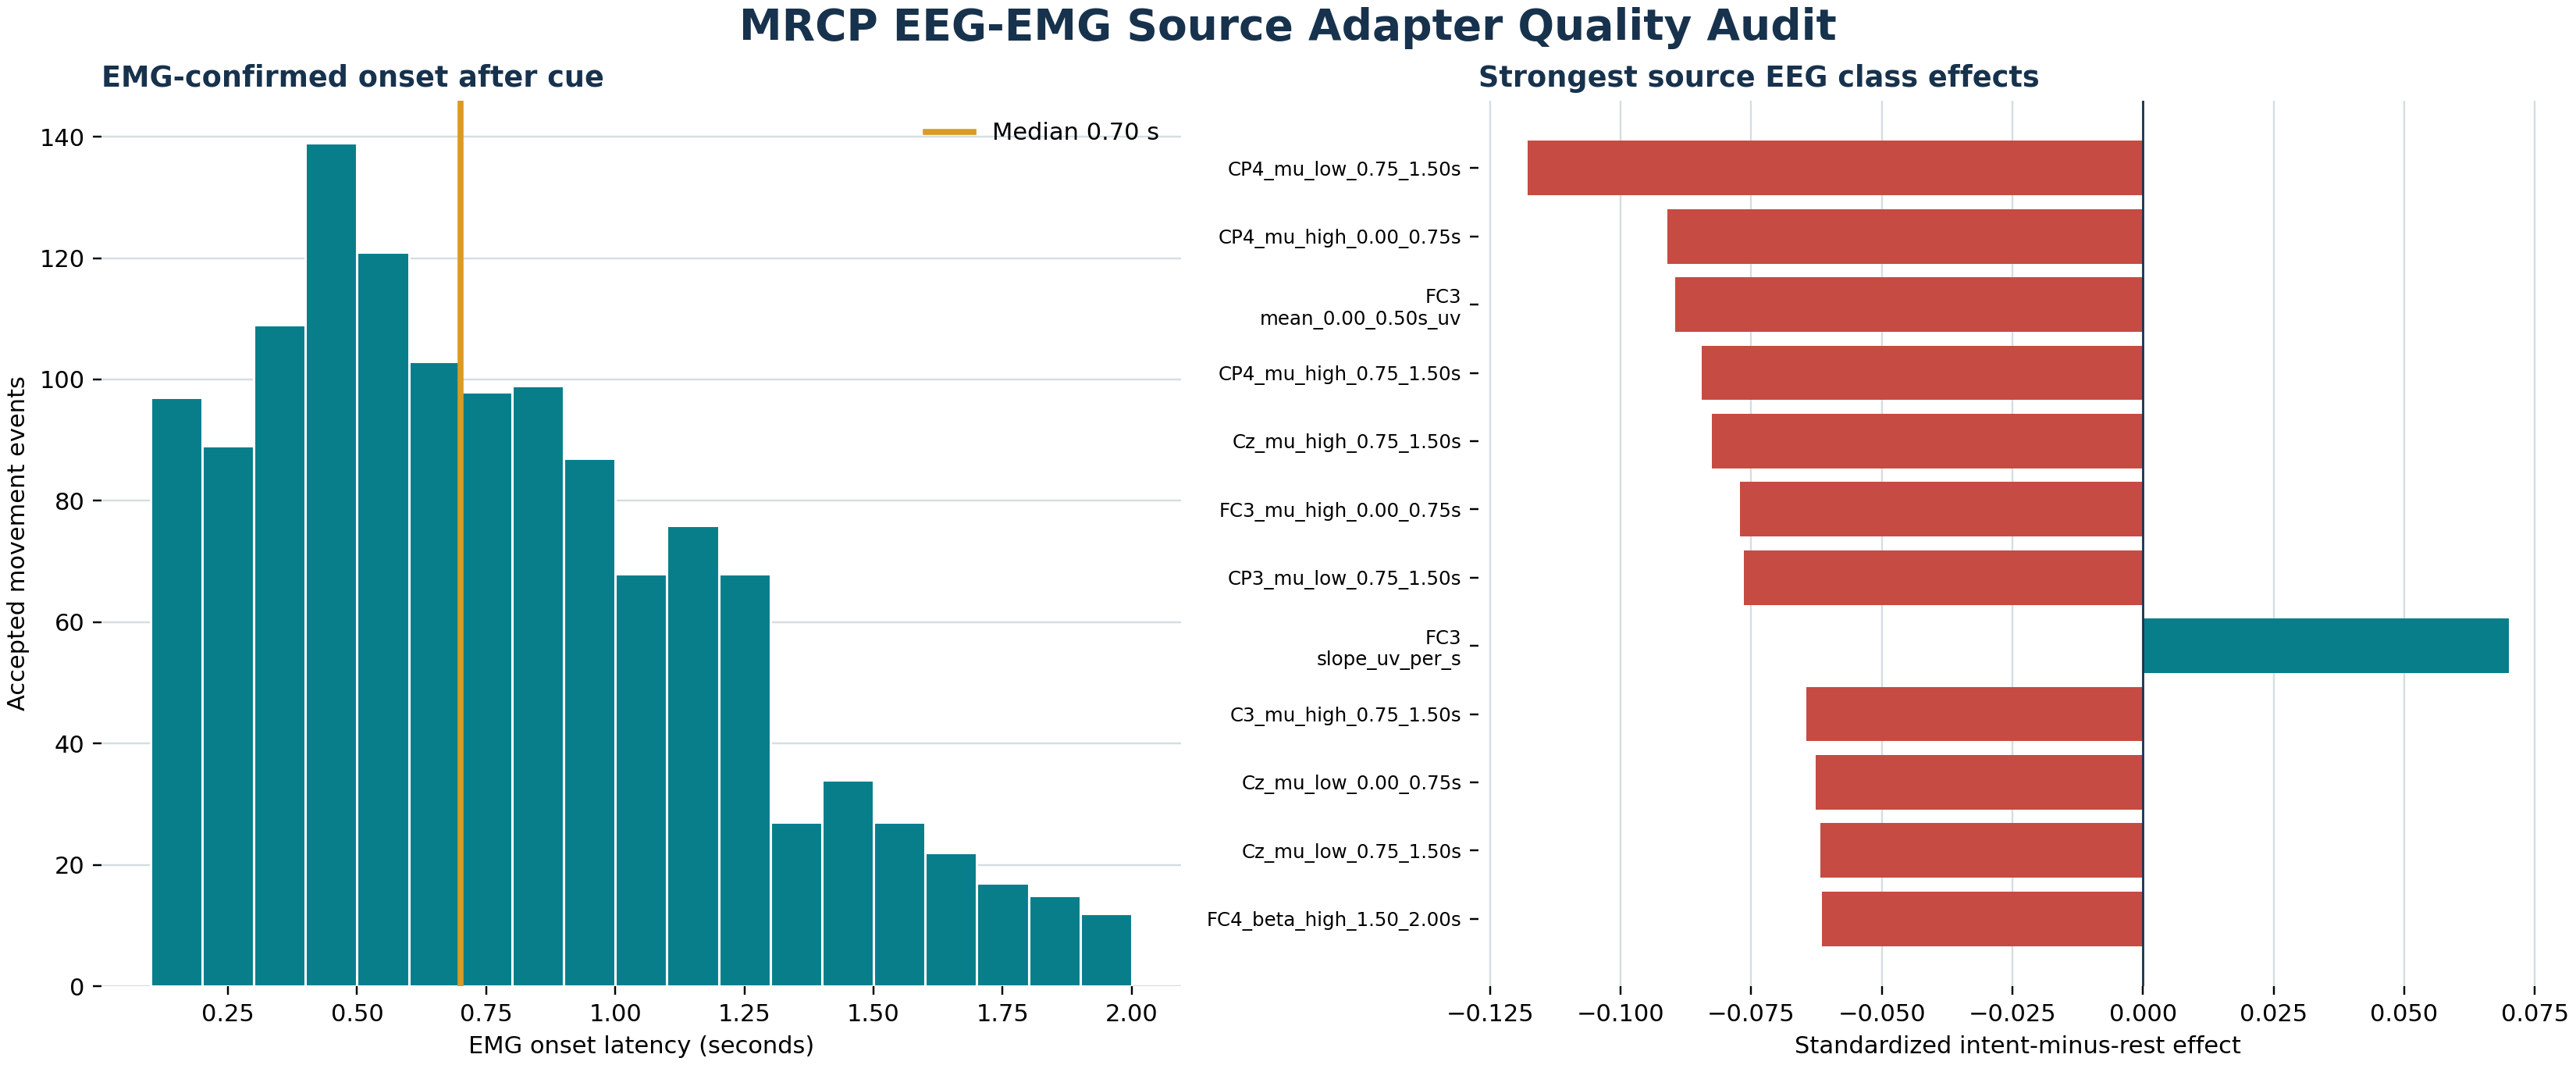 MRCP EEG-EMG Source Adapter Quality Audit
EMG-confirmed onset after cue
Median 0.70 s
Accepted movement events
140
120
100
80
60
40
20
0
0.25 0.50 0.75 1.00 1.25 1.50 1.75 2.00
EMG onset latency (seconds)
Strongest source EEG class effects
CP4_mu_low_0.75_1.50s
CP4_mu_high_0.00_0.75s
FC3
mean_0.00_0.50s_uv
CP4_mu_high_0.75_1.50s
Cz_mu_high_0.75_1.50s
FC3_mu_high_0.00_0.75s
CP3_mu_low_0.75_1.50s
FC3
slope_uv_per_s
C3_mu_high_0.75_1.50s
Cz_mu_low_0.00_0.75s
Cz_mu_low_0.75_1.50s
FC4_beta_high_1.50_2.00s
−0.125 −0.100 −0.075 −0.050 −0.025 0.000 0.025 0.050 0.075
Standardized intent-minus-rest effect